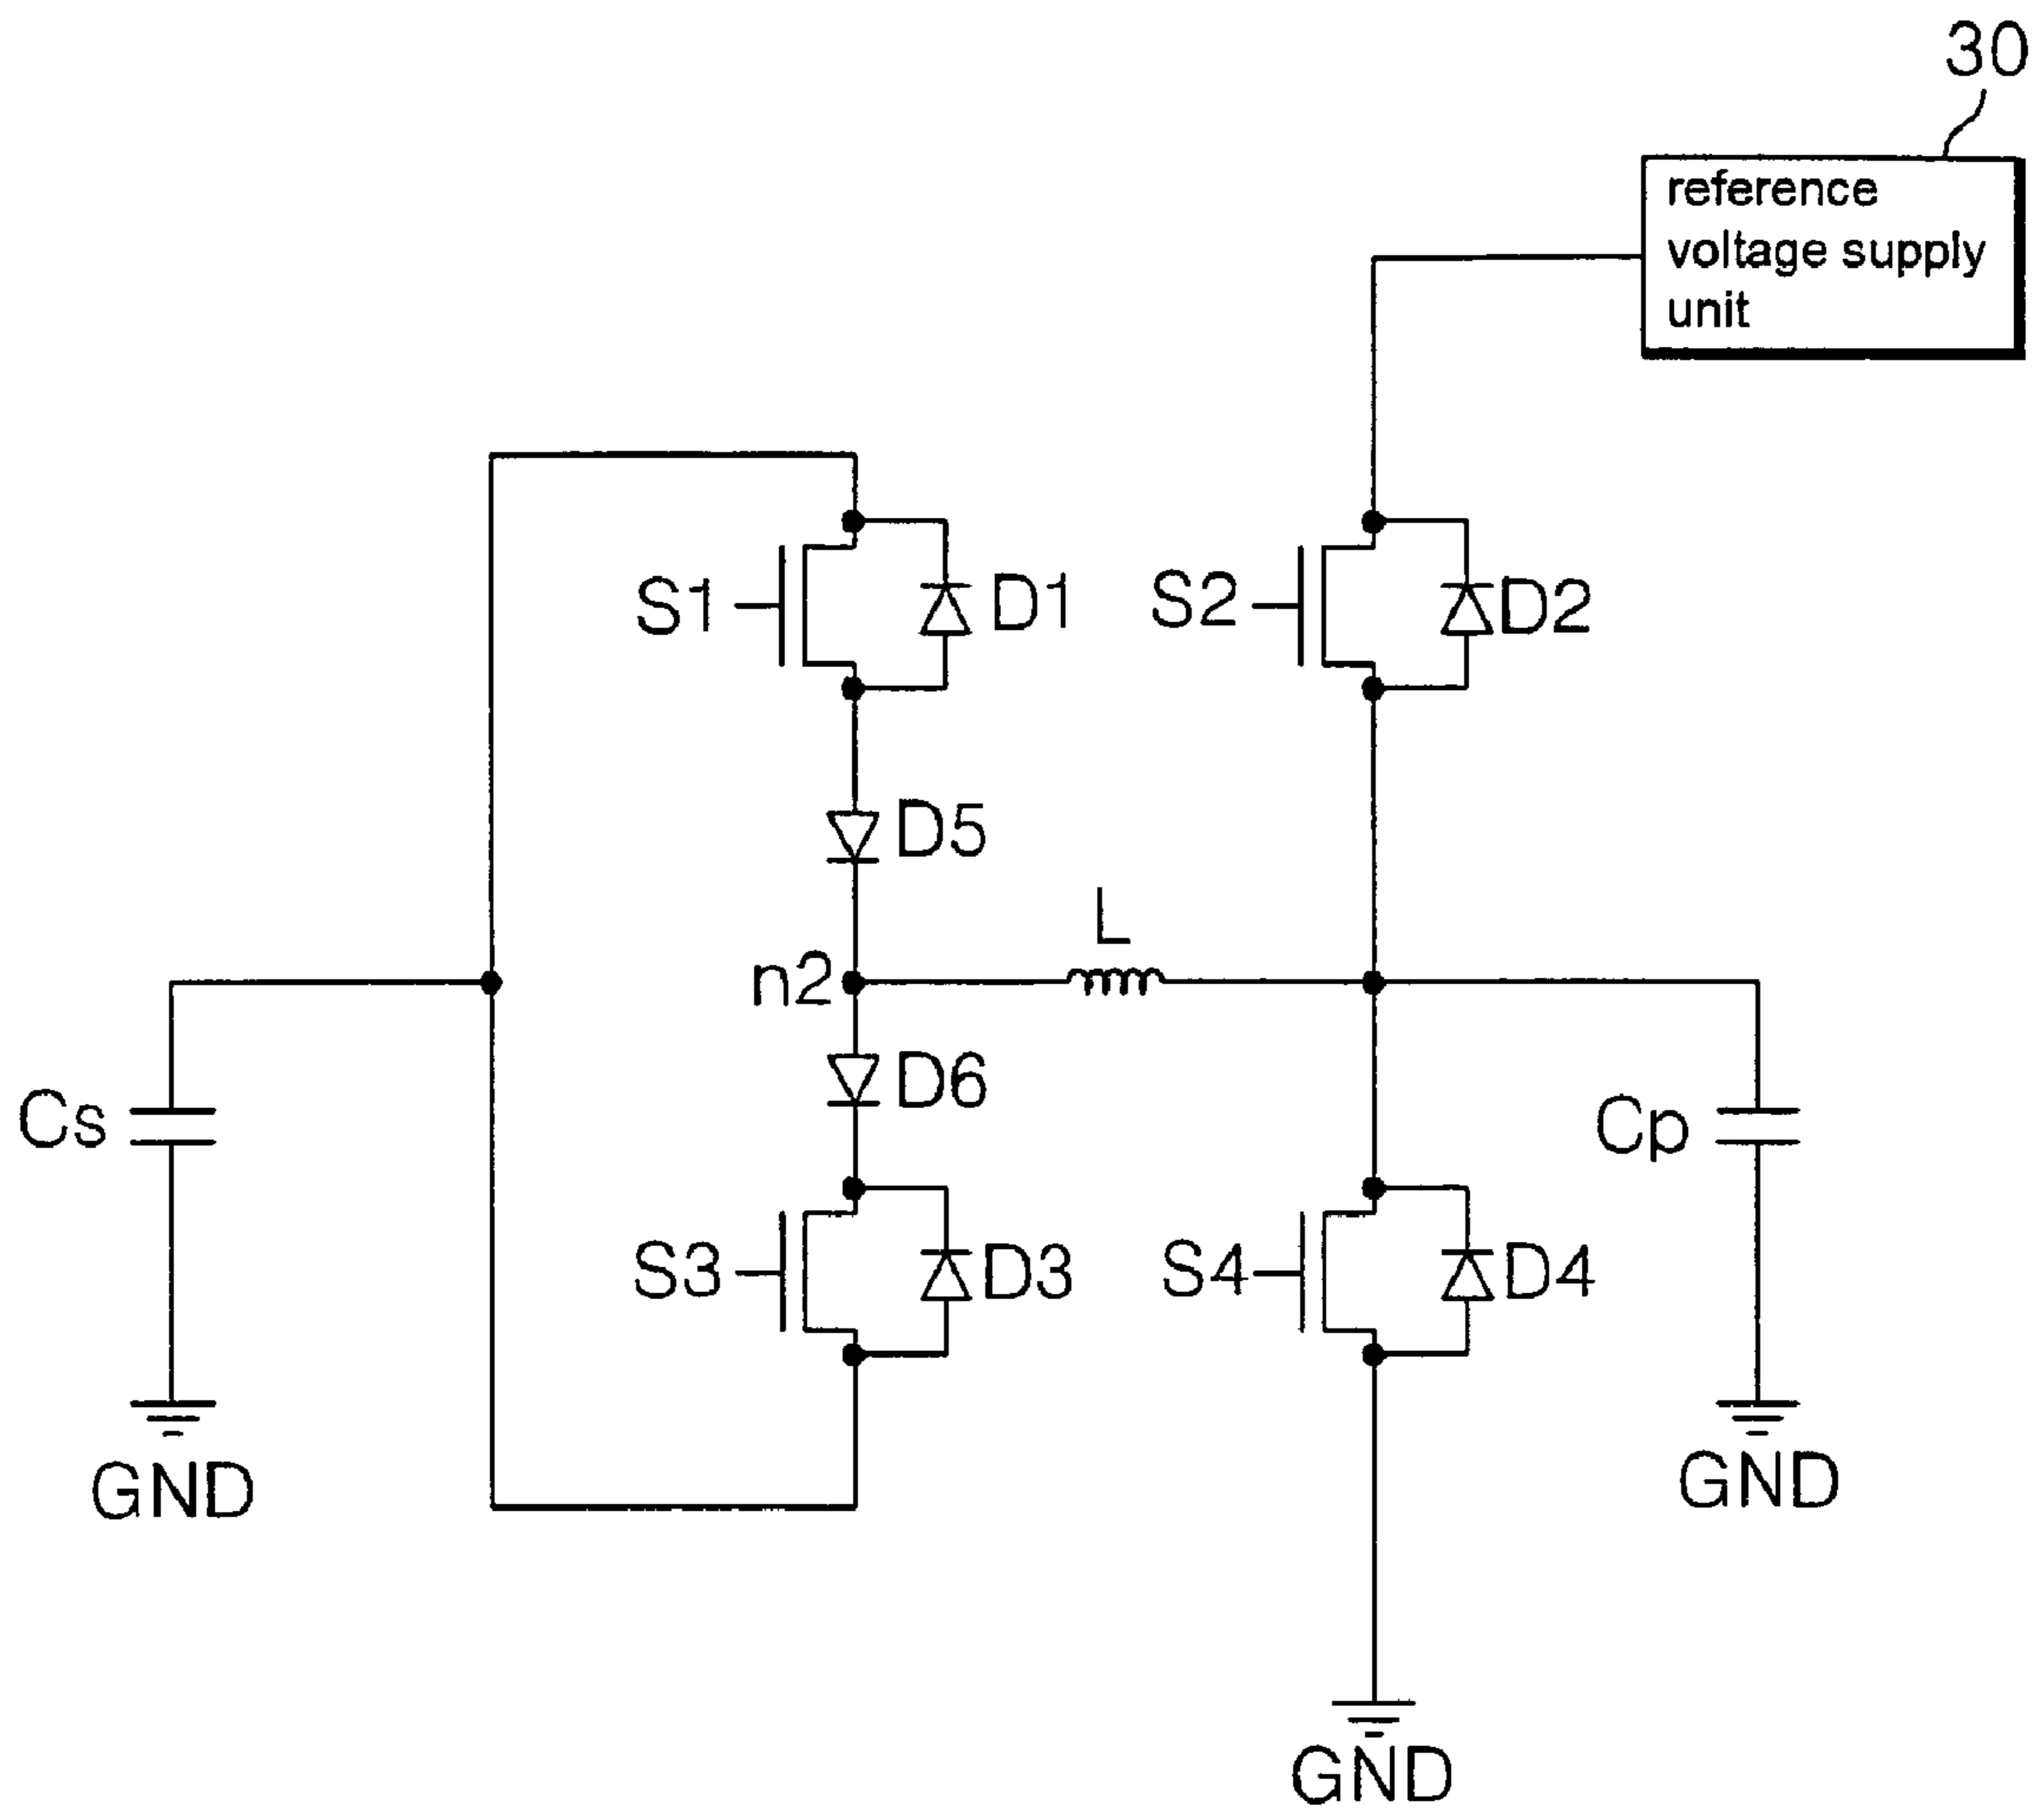 30
reference
voltage supply
unit
S1
D1
S2
D2
D5
L
n2
D6
Cs
Cp
S3
D3
S4
D4
GND
GND
GND